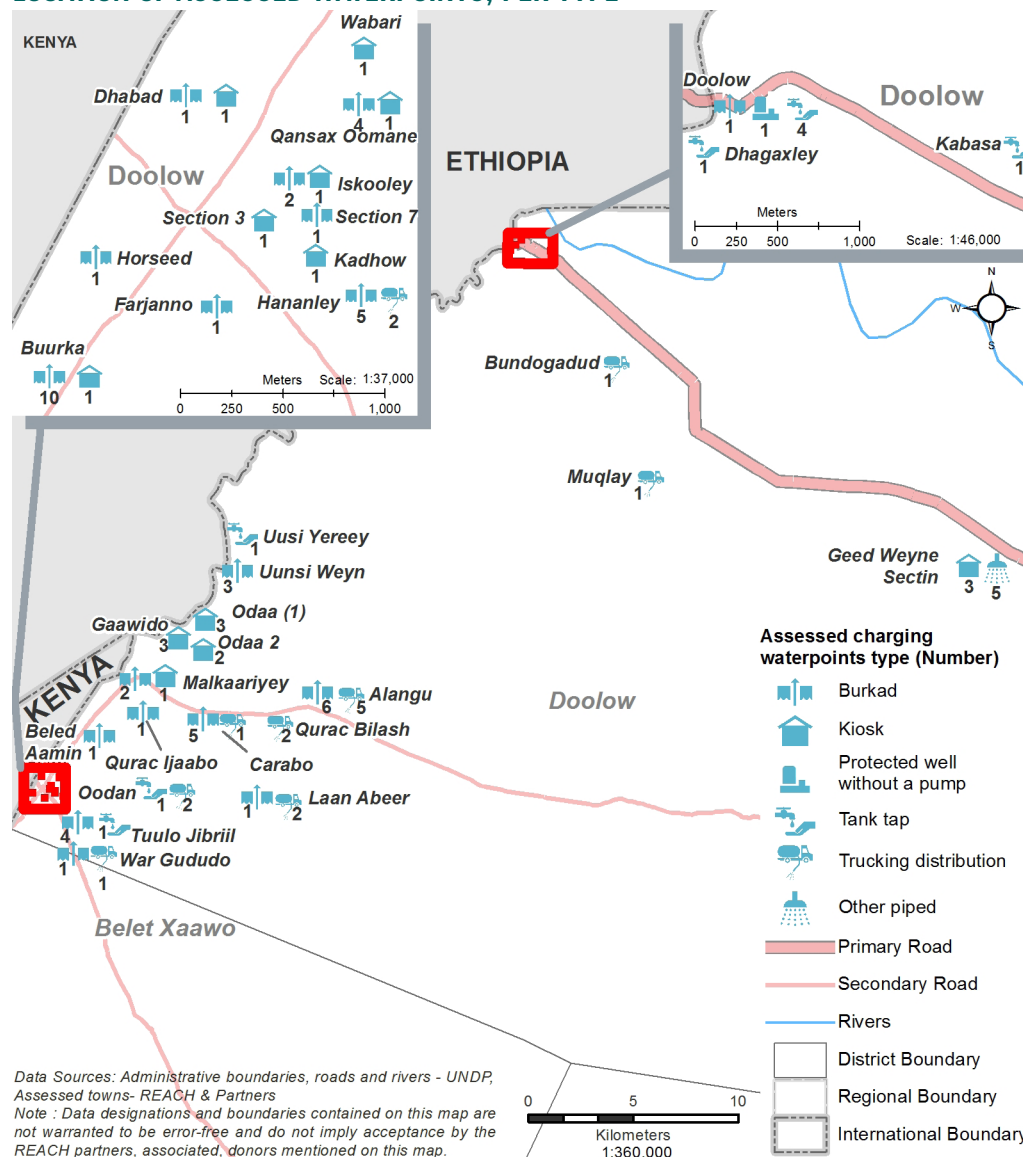 LOCATION OF ASSESSED WATERPOINTS, PER TYPE
KENYA
Wabari
1
Dhabad
1
1
4
1
Qansax Oomane
Doolow
Iskooley
2
1
Section 3
1
Section 7
1
Horseed
1
Kadhow
1
Farjanno
1
Hananley
5
2
Buurka
10
1
Meters
Scale: 1:37,000
0
250
500
1,000
ETHIOPIA
Doolow
1
1
4
Doolow
1
Dhagaxley
Kabasa
1
Meters
0
250
500
1,000
Scale: 1:46,000
N
W
S
Bundogadud
1
Muqlay
1
Geed Weyne
Sectin
3
5
Uusi Yereey
1
Uunsi Weyn
3
Odaa (1)
3
Gaawido
3
Odaa 2
2
KENYA
2
1
Malkaariyey
6
5
Alangu
Doolow
1
Qurac Ijaabo
5
1
Carabo
2
Qurac Bilash
Beled
Aamin
1
Oodan
1
2
1
2
Laan Abeer
4
1
Tuulo Jibriil
1
1
War Gududo
Belet Xaawo
Assessed charging
waterpoints type (Number)
Burkad
Kiosk
Protected well
without a pump
Tank tap
Trucking distribution
Other piped
Primary Road
Secondary Road
Rivers
District Boundary
Regional Boundary
International Boundary
Data Sources: Administrative boundaries, roads and rivers - UNDP,
Assessed towns- REACH & Partners
Note : Data designations and boundaries contained on this map are
not warranted to be error-free and do not imply acceptance by the
REACH partners, associated, donors mentioned on this map.
0
5
10
Kilometers
1:360,000